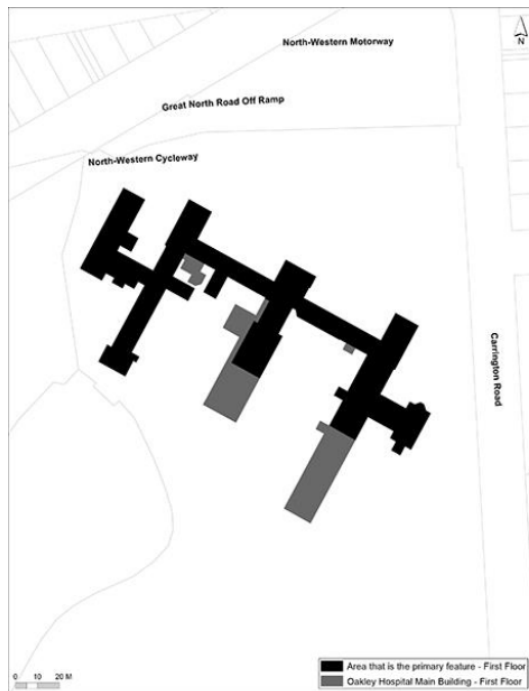 North-Western Motorway
N
Great North Road Off Ramp
North-Western Cycleway
Carrington Road
0 10 20 M
Area that is the primary feature - First Floor
Oakley Hospital Main Building - First Floor